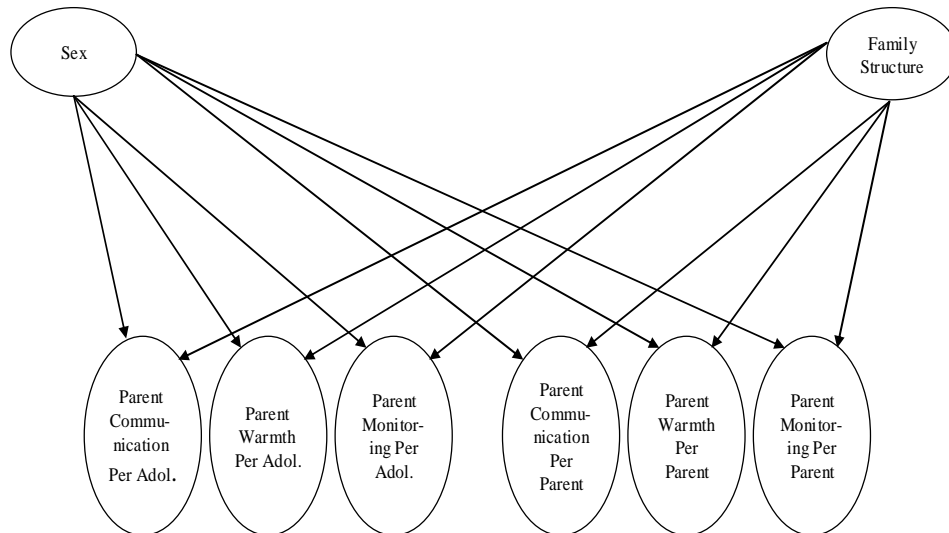 Sex
Family
Structure
Parent
Commu-
nication
Per Adol.
Parent
Warmth
Per Adol.
Parent
Monitor-
ing Per
Adol.
Parent
Commu-
nication
Per
Parent
Parent
Warmth
Per
Parent
Parent
Monitor-
ing Per
Parent